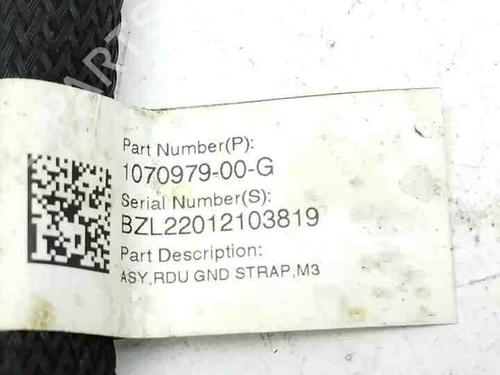 Part Number(P):
1070979-00-G
Serial Number(S):
BZL22012103819
Part Description:
ASY,RDU GND STRAP,M3